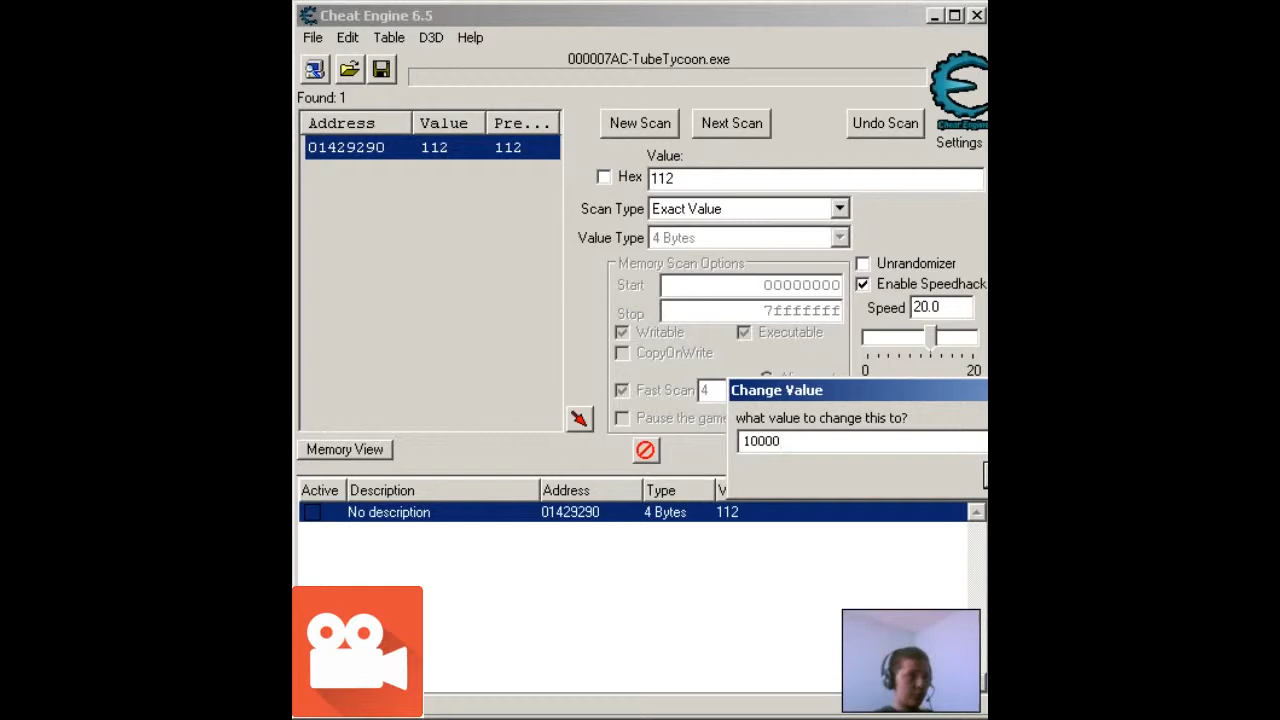 Cheat Engine 6.5
File Edit Table D3D Help
000007AC-TubeTycoon.exe
Found: 1
Address Value Pre...
01429290 112 112
New Scan Next Scan Undo Scan
Cheat Engine
Settings
Value:
Hex 112
Scan Type Exact Value
Value Type 4 Bytes
Memory Scan Options
Start 00000000
Stop 7fffffff
Writable Executable
CopyOnWrite
Fast Scan 4
Pause the game
Unrandomizer
Enable Speedhack
Speed 20.0
0 20
Change Value
what value to change this to?
10000
Memory View
Active Description Address Type V
No description 01429290 4 Bytes 112